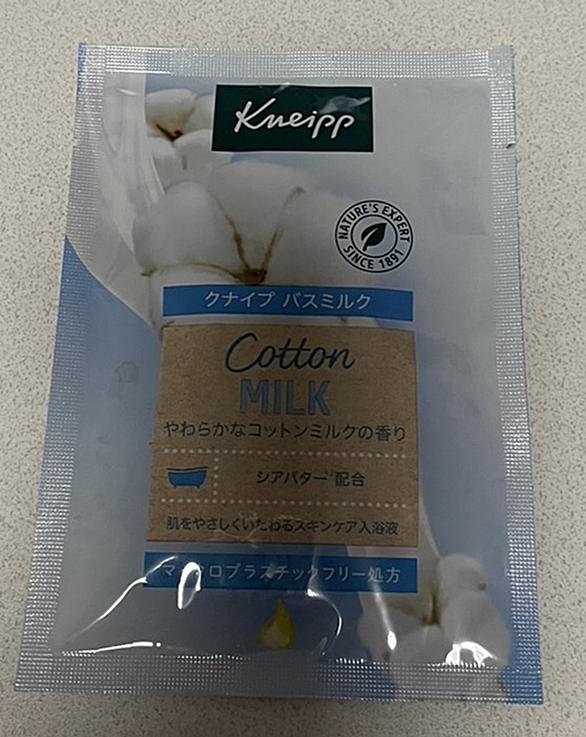 Kneipp
NATURE'S EXPERT
SINCE 1891
クナイプ バスミルク
Cotton
MILK
やわらかなコットンミルクの香り
シアバター 配合
肌をやさしくいたわるスキンケア入浴液
マイクロプラスチックフリー処方